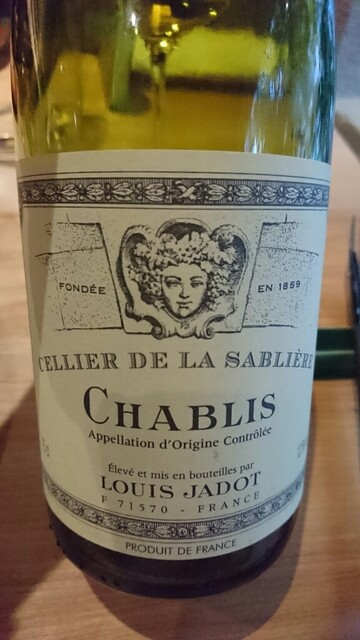 FONDÉE EN 1859
CELLIER DE LA SABLIÈRE
CHABLIS
Appellation d'Origine Contrôlée
Élevé et mis en bouteilles par
LOUIS JADOT
F 71570 - FRANCE
PRODUIT DE FRANCE